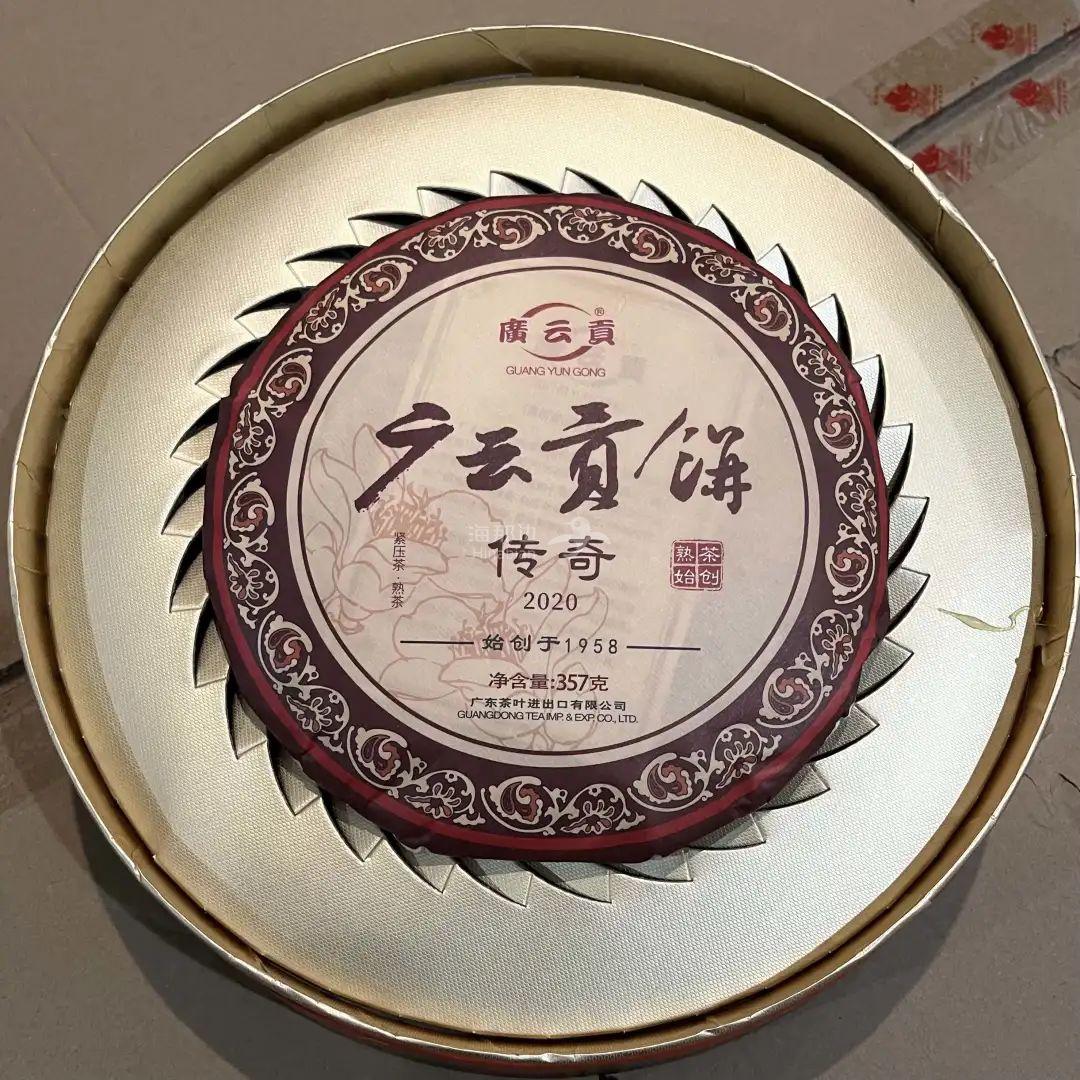 廣云貢®
GUANG YUN GONG
广云贡饼
传奇
紧压茶·熟茶
茶创
熟始
2020
始创于1958
净含量:357克
广东茶叶进出口有限公司
GUANGDONG TEA IMP. & EXP. CO., LTD.